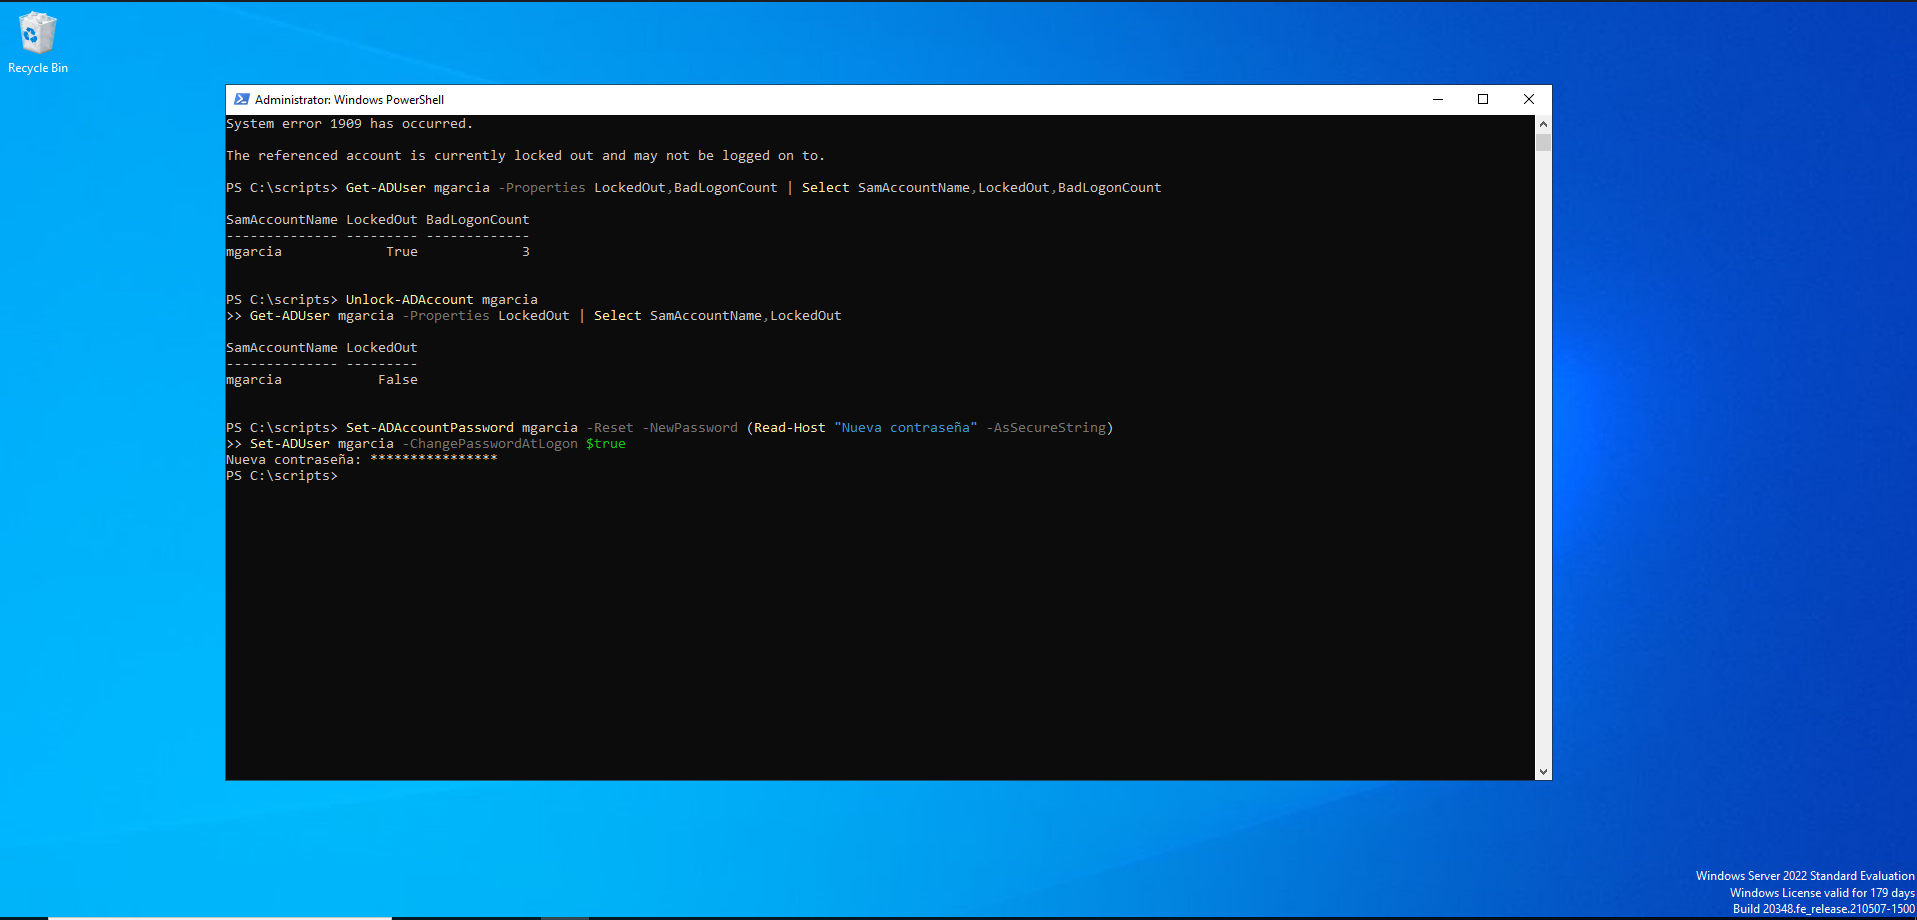 Recycle Bin
Administrator: Windows PowerShell
System error 1909 has occurred.
The referenced account is currently locked out and may not be logged on to.
PS C:\scripts> Get-ADUser mgarcia -Properties LockedOut,BadLogonCount | Select SamAccountName,LockedOut,BadLogonCount
SamAccountName LockedOut BadLogonCount
-------------- --------- -------------
mgarcia             True             3
PS C:\scripts> Unlock-ADAccount mgarcia
>> Get-ADUser mgarcia -Properties LockedOut | Select SamAccountName,LockedOut
SamAccountName LockedOut
-------------- ---------
mgarcia            False
PS C:\scripts> Set-ADAccountPassword mgarcia -Reset -NewPassword (Read-Host "Nueva contraseña" -AsSecureString)
>> Set-ADUser mgarcia -ChangePasswordAtLogon $true
Nueva contraseña: ****************
PS C:\scripts>
Windows Server 2022 Standard Evaluation
Windows License valid for 179 days
Build 20348.fe_release.210507-1500